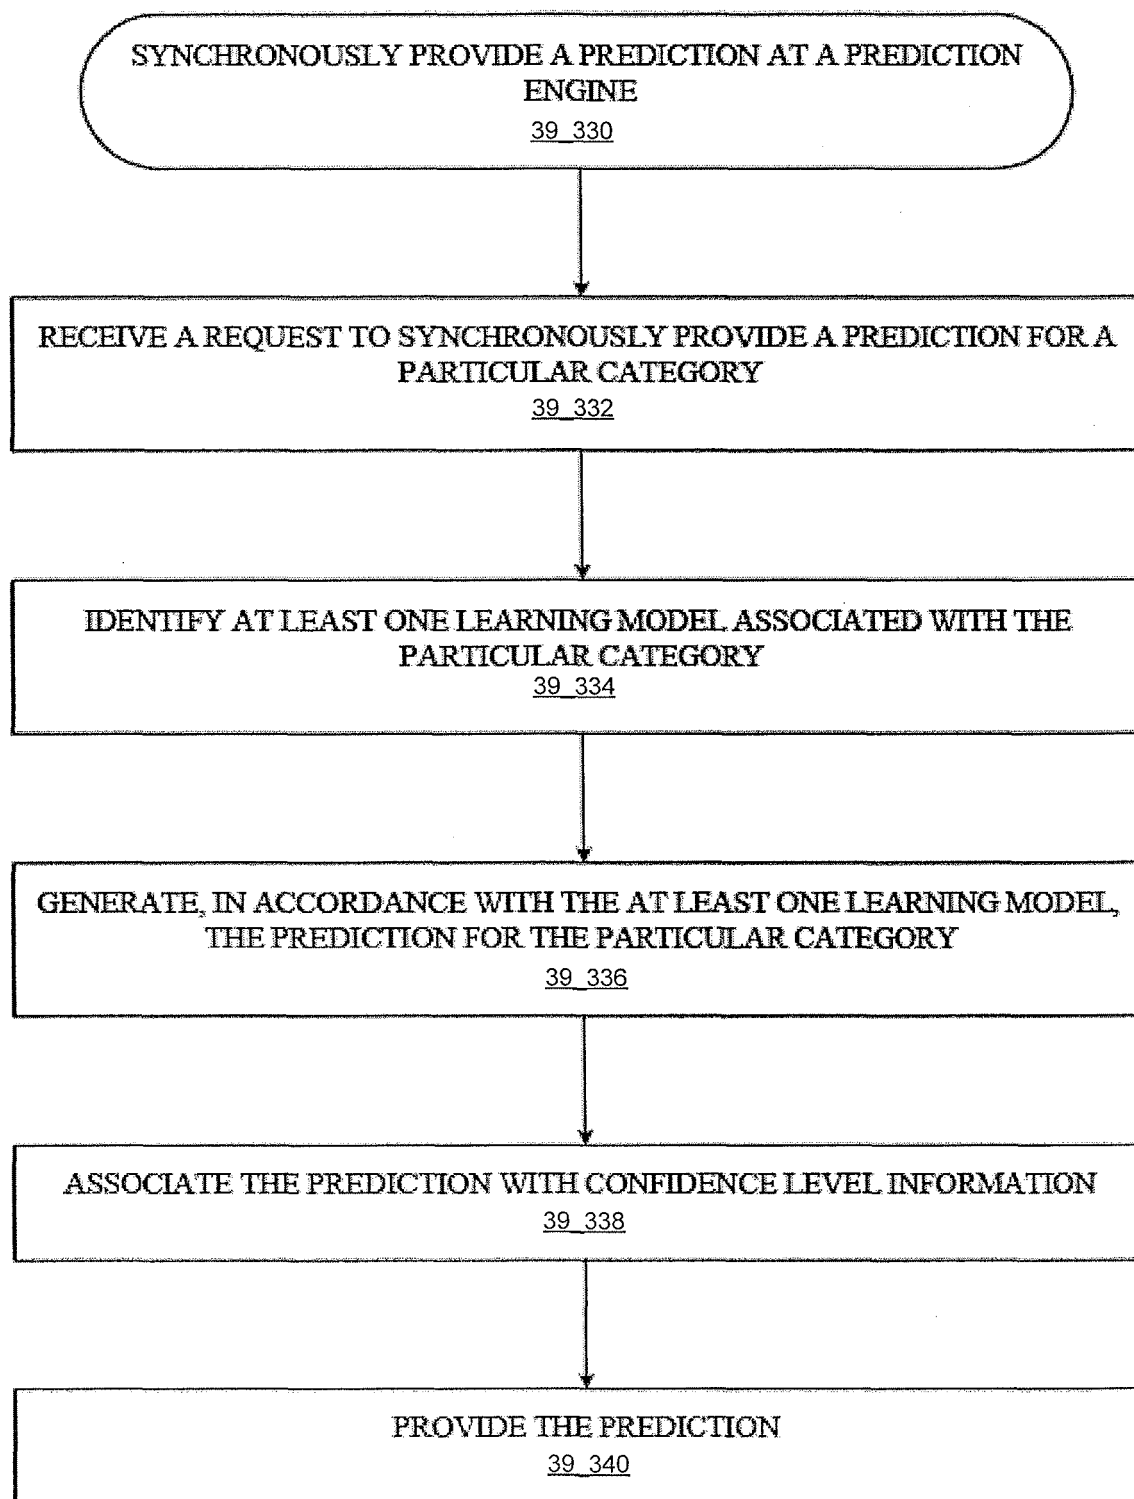 SYNCHRONOUSLY PROVIDE A PREDICTION AT A PREDICTION
ENGINE
39_330
RECEIVE A REQUEST TO SYNCHRONOUSLY PROVIDE A PREDICTION FOR A
PARTICULAR CATEGORY
39_332
IDENTIFY AT LEAST ONE LEARNING MODEL ASSOCIATED WITH THE
PARTICULAR CATEGORY
39_334
GENERATE, IN ACCORDANCE WITH THE AT LEAST ONE LEARNING MODEL,
THE PREDICTION FOR THE PARTICULAR CATEGORY
39_336
ASSOCIATE THE PREDICTION WITH CONFIDENCE LEVEL INFORMATION
39_338
PROVIDE THE PREDICTION
39_340